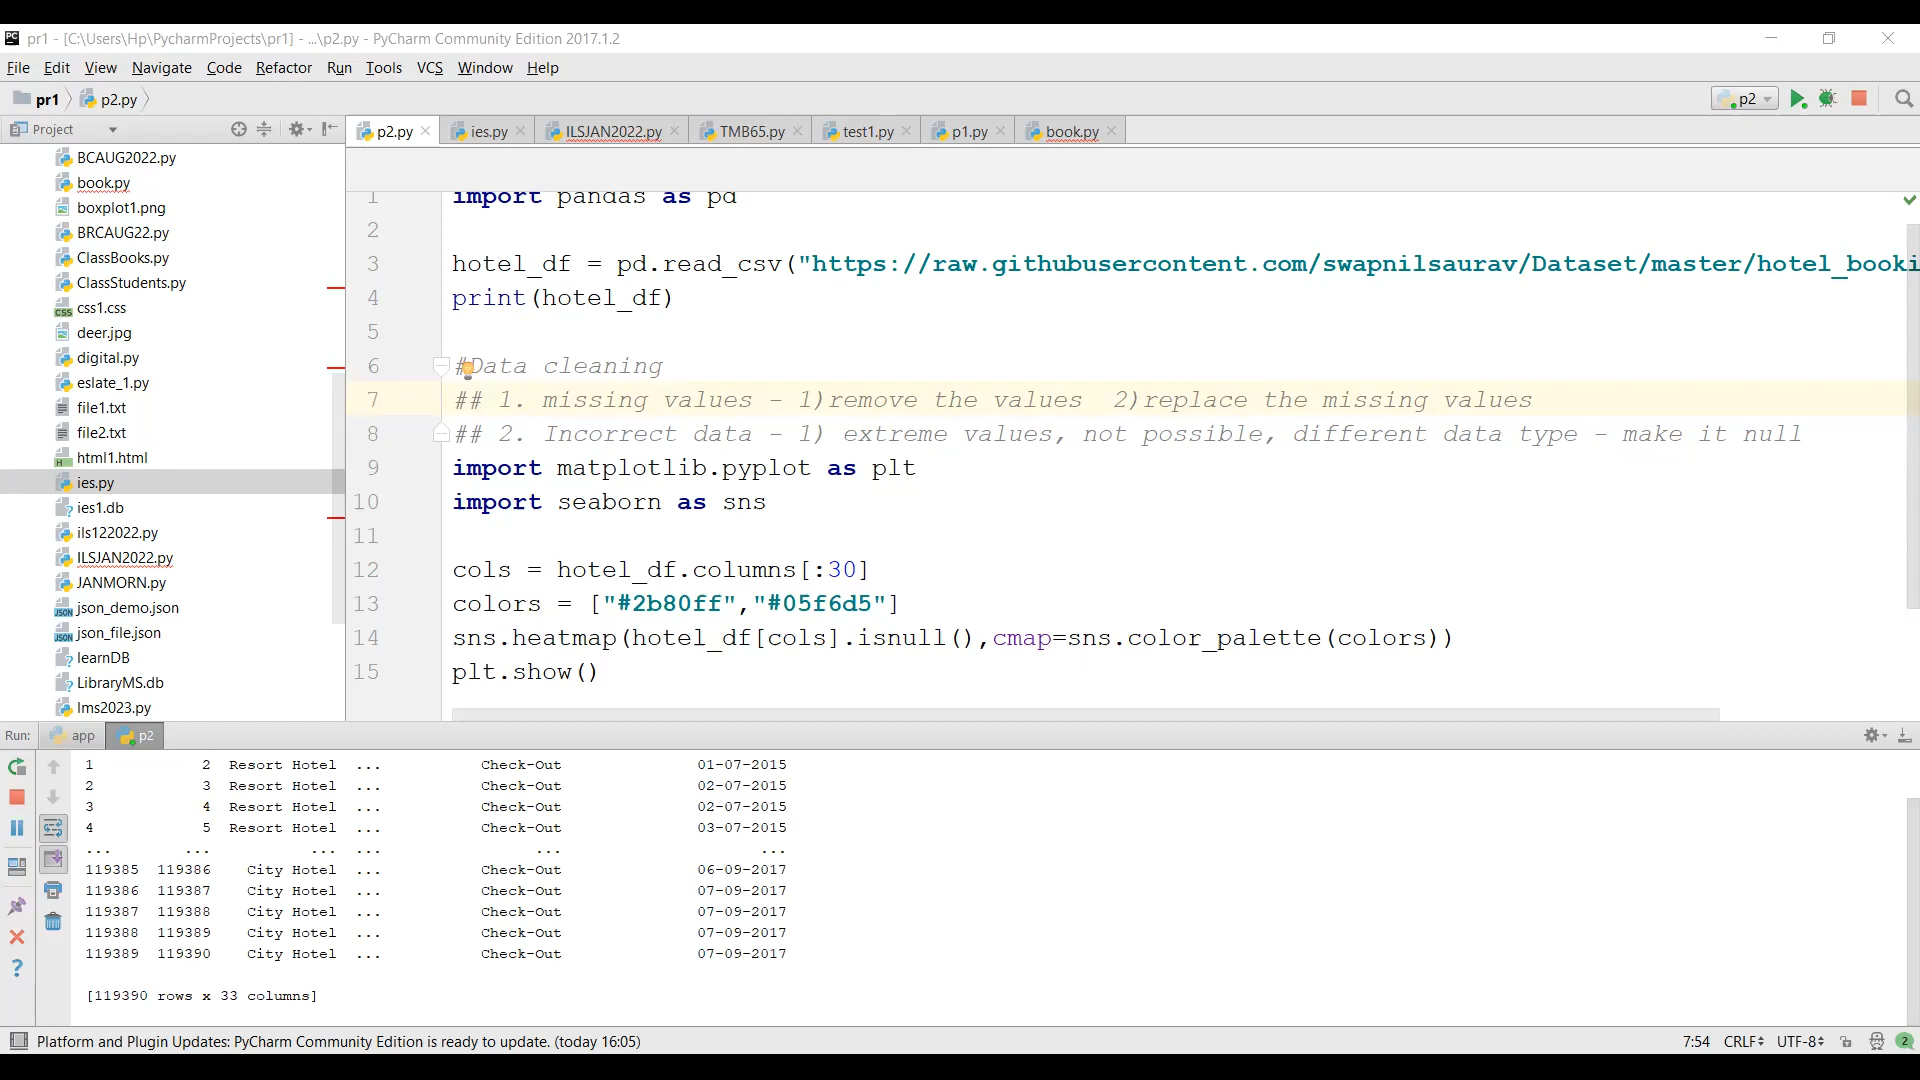 pr1 - [C:\Users\Hp\PycharmProjects\pr1] - ...\p2.py - PyCharm Community Edition 2017.1.2
File Edit View Navigate Code Refactor Run Tools VCS Window Help
pr1 p2.py p2
Project p2.py ies.py ILSJAN2022.py TMB65.py test1.py p1.py book.py
BCAUG2022.py
book.py
boxplot1.png
BRCAUG22.py
ClassBooks.py
ClassStudents.py
css1.css
deer.jpg
digital.py
eslate_1.py
file1.txt
file2.txt
html1.html
ies.py
ies1.db
ils122022.py
ILSJAN2022.py
JANMORN.py
json_demo.json
json_file.json
learnDB
LibraryMS.db
lms2023.py
1 import pandas as pd
2
3 hotel_df = pd.read_csv("https://raw.githubusercontent.com/swapnilsaurav/Dataset/master/hotel_booki
4 print(hotel_df)
5
6 #Data cleaning
7 ## 1. missing values - 1)remove the values  2)replace the missing values
8 ## 2. Incorrect data - 1) extreme values, not possible, different data type - make it null
9 import matplotlib.pyplot as plt
10 import seaborn as sns
11
12 cols = hotel_df.columns[:30]
13 colors = ["#2b80ff","#05f6d5"]
14 sns.heatmap(hotel_df[cols].isnull(),cmap=sns.color_palette(colors))
15 plt.show()
Run: app p2
1 2 Resort Hotel ... Check-Out 01-07-2015
2 3 Resort Hotel ... Check-Out 02-07-2015
3 4 Resort Hotel ... Check-Out 02-07-2015
4 5 Resort Hotel ... Check-Out 03-07-2015
... ... ... ... ... ...
119385 119386 City Hotel ... Check-Out 06-09-2017
119386 119387 City Hotel ... Check-Out 07-09-2017
119387 119388 City Hotel ... Check-Out 07-09-2017
119388 119389 City Hotel ... Check-Out 07-09-2017
119389 119390 City Hotel ... Check-Out 07-09-2017
[119390 rows x 33 columns]
Platform and Plugin Updates: PyCharm Community Edition is ready to update. (today 16:05) 7:54 CRLF UTF-8 2